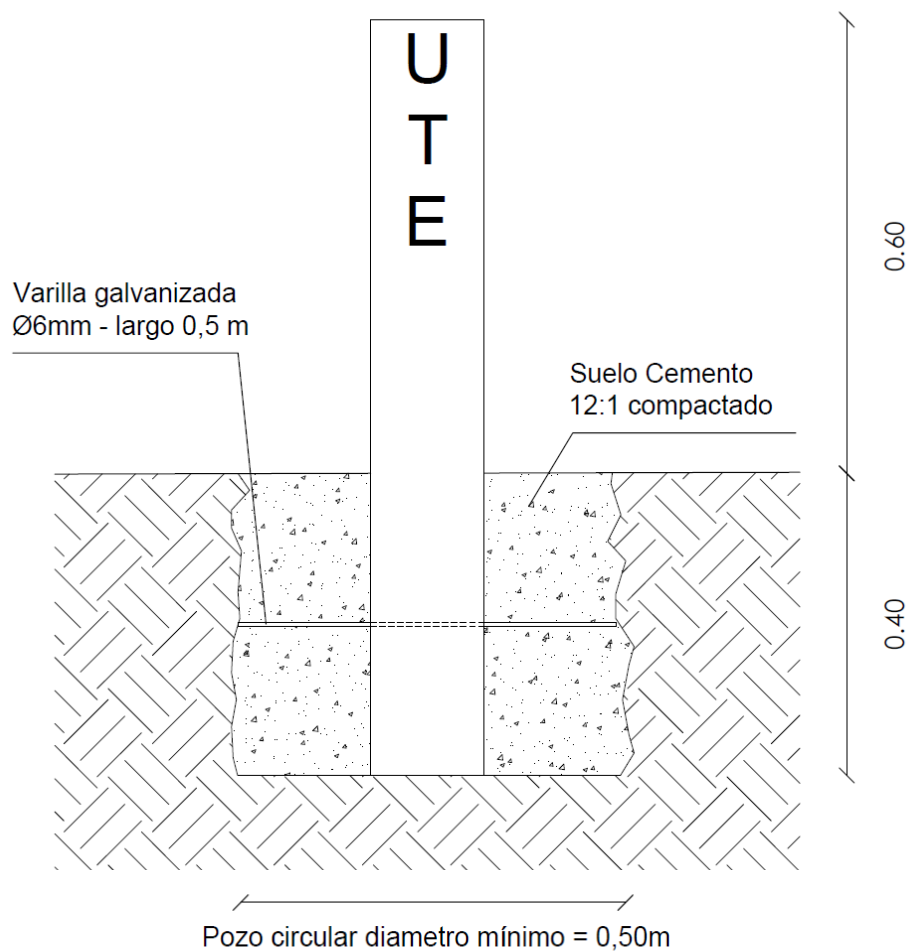 U
T
E
0.60
Varilla galvanizada
Ø6mm - largo 0,5 m
Suelo Cemento
12:1 compactado
0.40
Pozo circular diametro mínimo = 0,50m